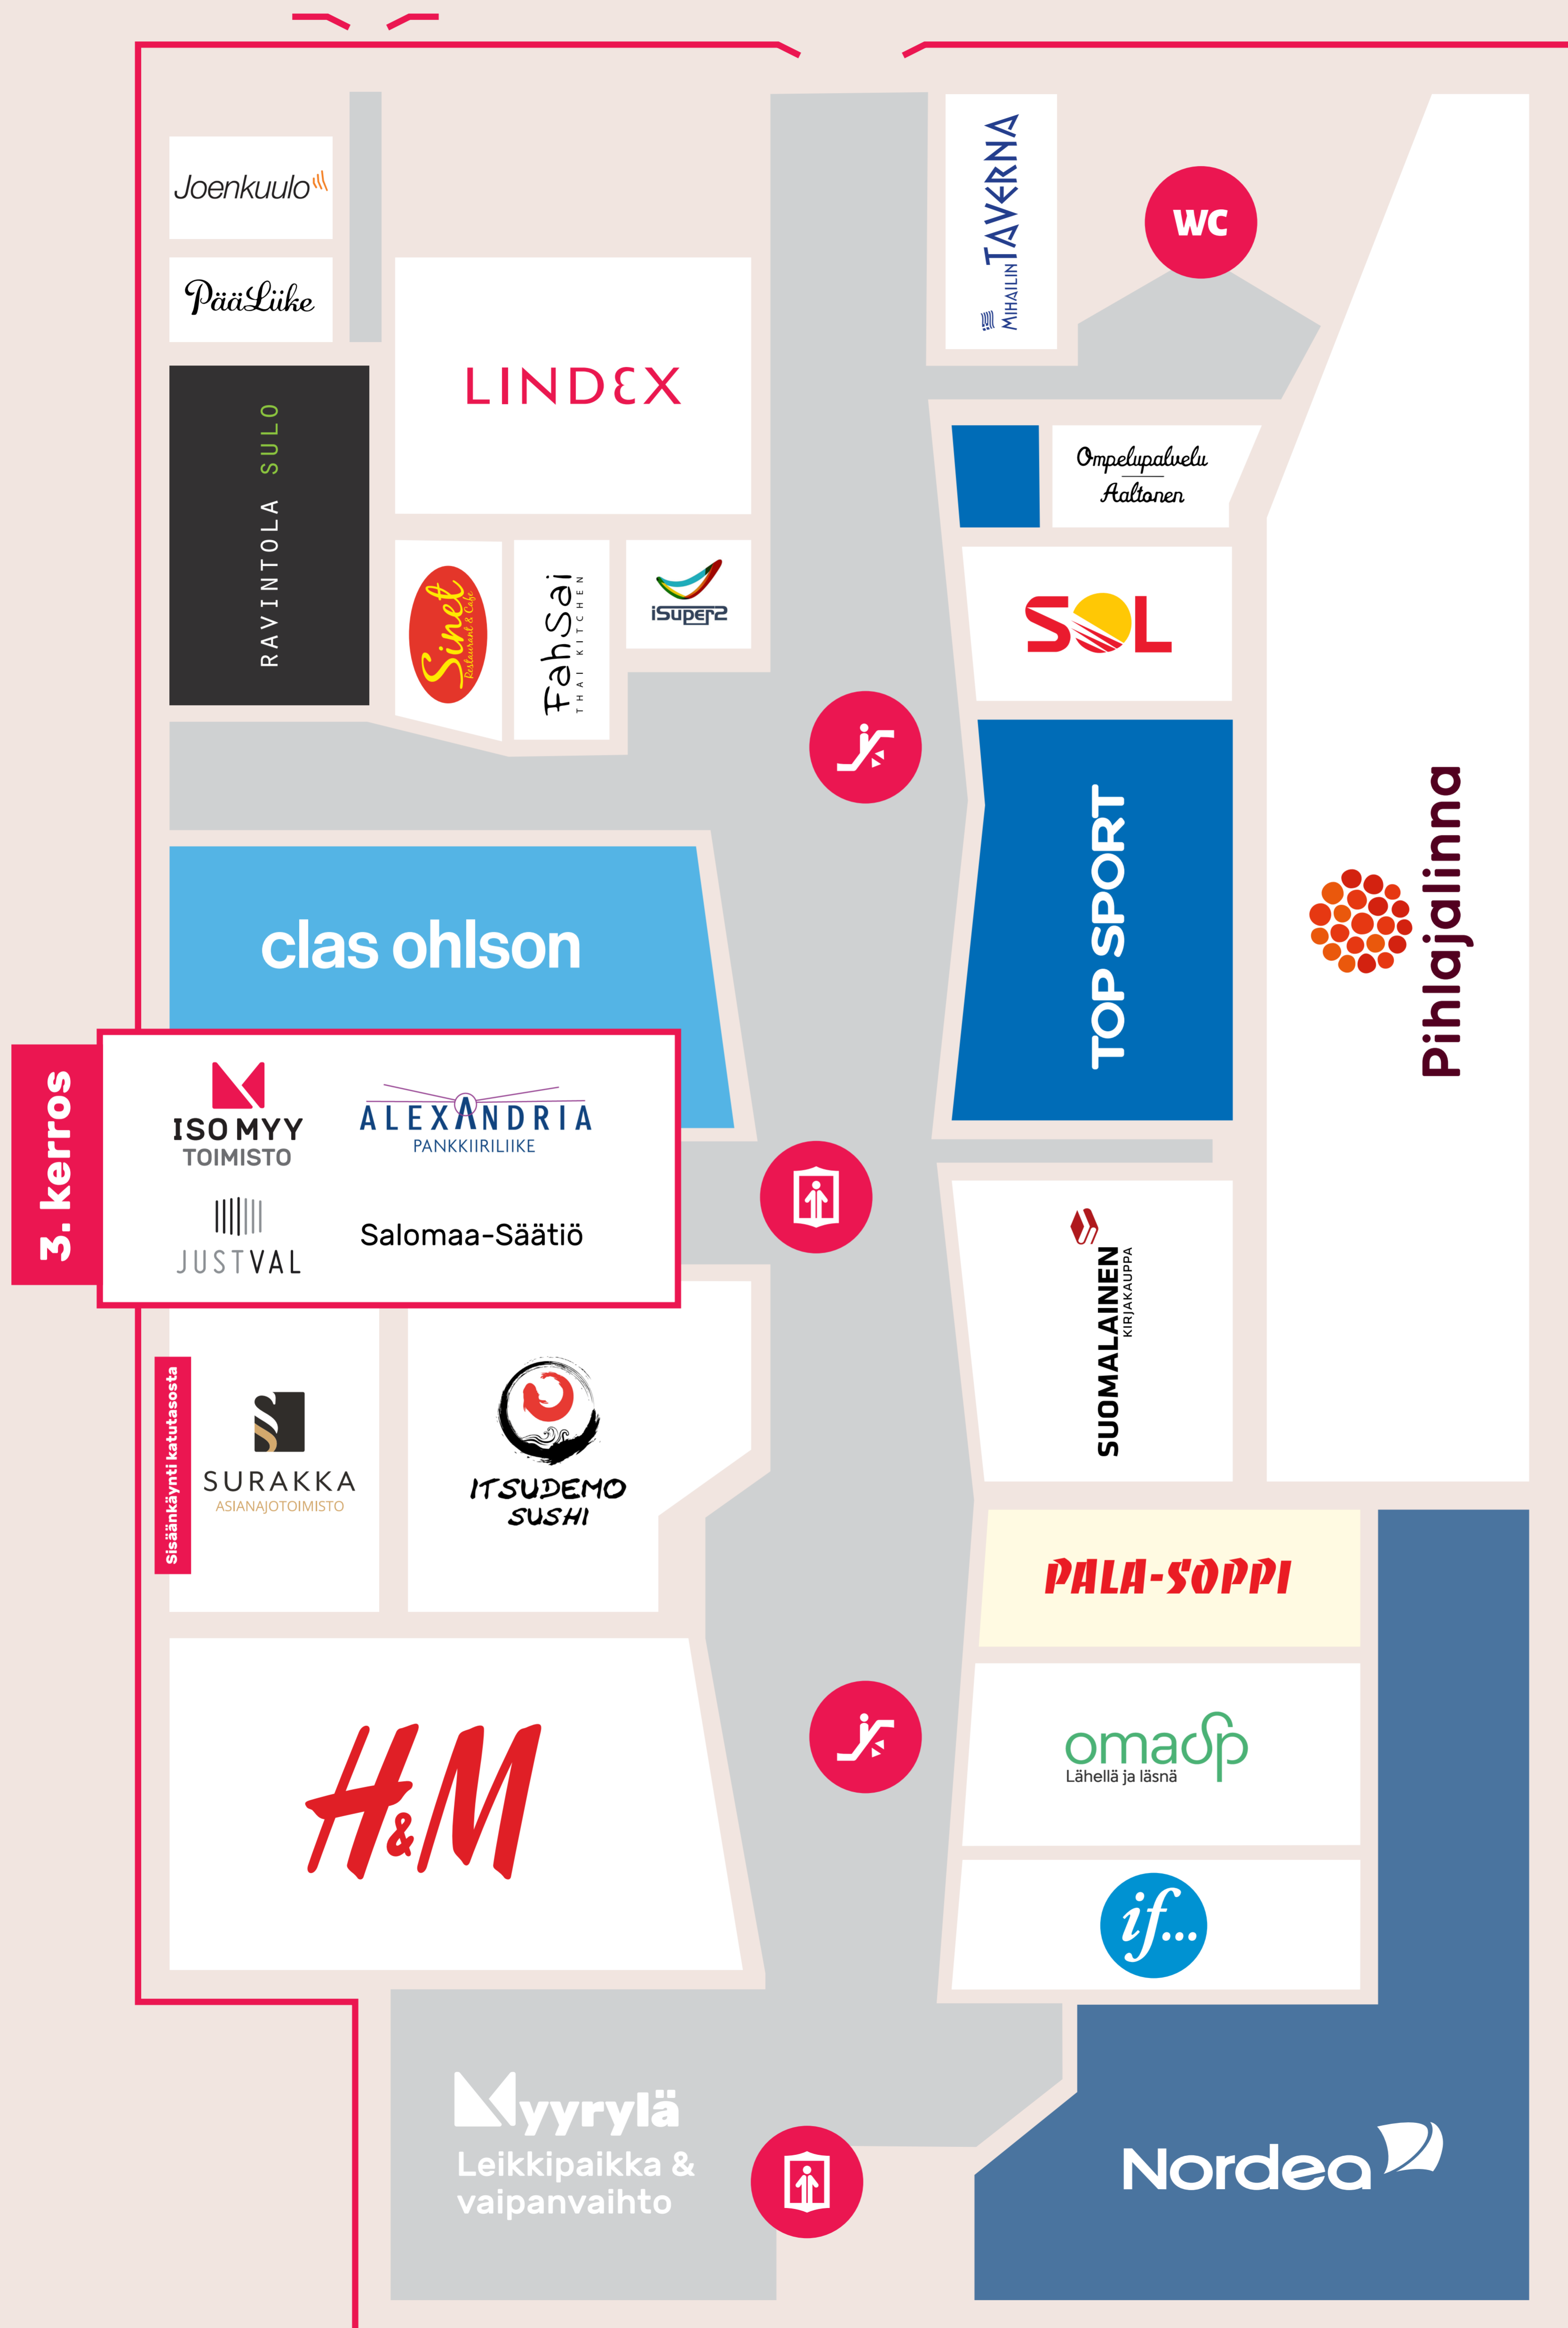 Joenkuulo
PääLiike
RAVINTOLA SULO
LINDEX
Sinet
Restaurant & Cafe
FahSai
THAI KITCHEN
iSuper2
MIHAILIN TAVERNA
WC
Ompelupalvelu
Aaltonen
SOL
TOP SPORT
Pihlajalinna
clas ohlson
3. kerros
ISO MYY
TOIMISTO
ALEXANDRIA
PANKKIIRILIIKE
JUSTVAL
Salomaa-Säätiö
SUOMALAINEN
KIRJAKAUPPA
Sisäänkäynti katutasosta
SURAKKA
ASIANAJOTOIMISTO
ITSUDEMO
SUSHI
PALA-SOPPI
omasp
Lähellä ja läsnä
H&M
if...
Myyrylä
Leikkipaikka &
vaipanvaihto
Nordea